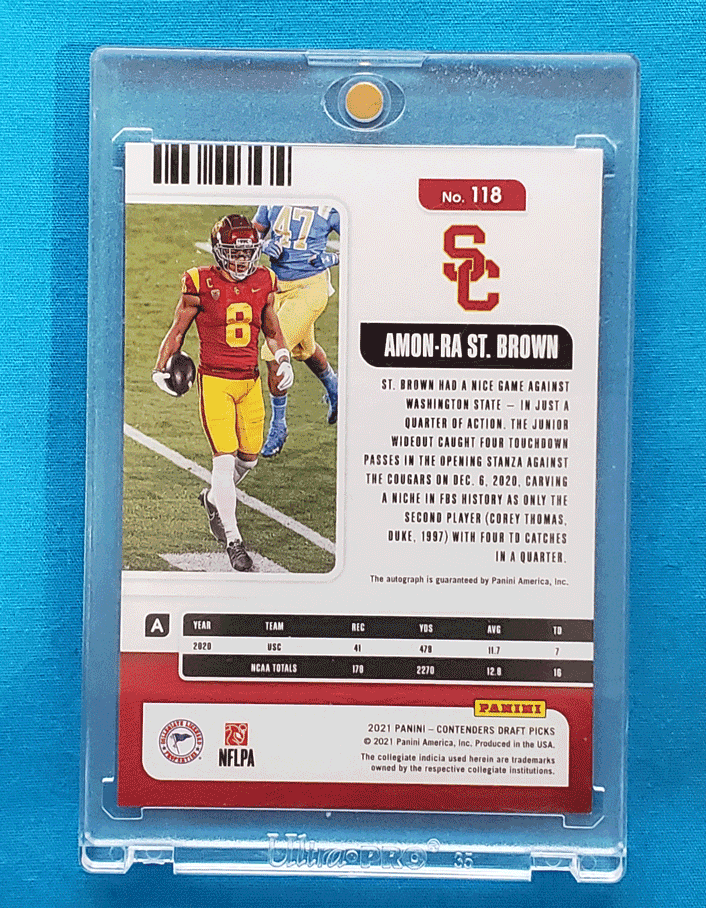 No. 118
SC
47
8
AMON-RA ST. BROWN
ST. BROWN HAD A NICE GAME AGAINST
WASHINGTON STATE — IN JUST A
QUARTER OF ACTION. THE JUNIOR
WIDEOUT CAUGHT FOUR TOUCHDOWN
PASSES IN THE OPENING STANZA AGAINST
THE COUGARS ON DEC. 6, 2020, CARVING
A NICHE IN FBS HISTORY AS ONLY THE
SECOND PLAYER (COREY THOMAS,
DUKE, 1997) WITH FOUR TD CATCHES
IN A QUARTER.
The autograph is guaranteed by Panini America, Inc.
A YEAR TEAM REC YDS AVG TD
2020 USC 41 478 11.7 7
NCAA TOTALS 178 2270 12.8 16
PANINI
2021 PANINI – CONTENDERS DRAFT PICKS
© 2021 Panini America, Inc. Produced in the USA.
The collegiate indicia used herein are trademarks
owned by the respective collegiate institutions.
COLLEGIATE LICENSED
NFLPA
Ultra•PRO® 35